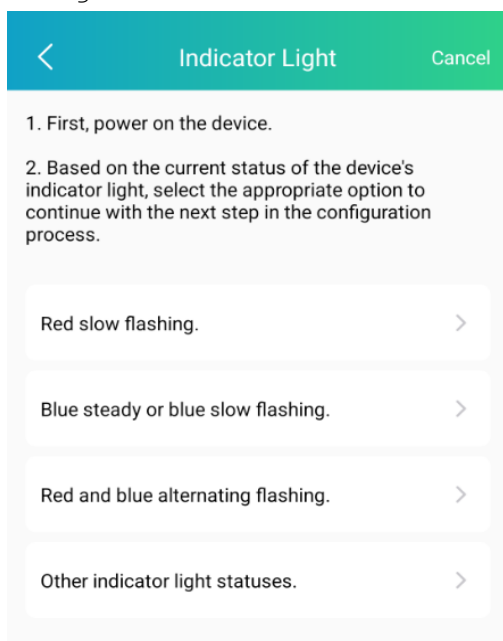 Indicator Light
Cancel
1. First, power on the device.
2. Based on the current status of the device's
indicator light, select the appropriate option to
continue with the next step in the configuration
process.
Red slow flashing.
Blue steady or blue slow flashing.
Red and blue alternating flashing.
Other indicator light statuses.